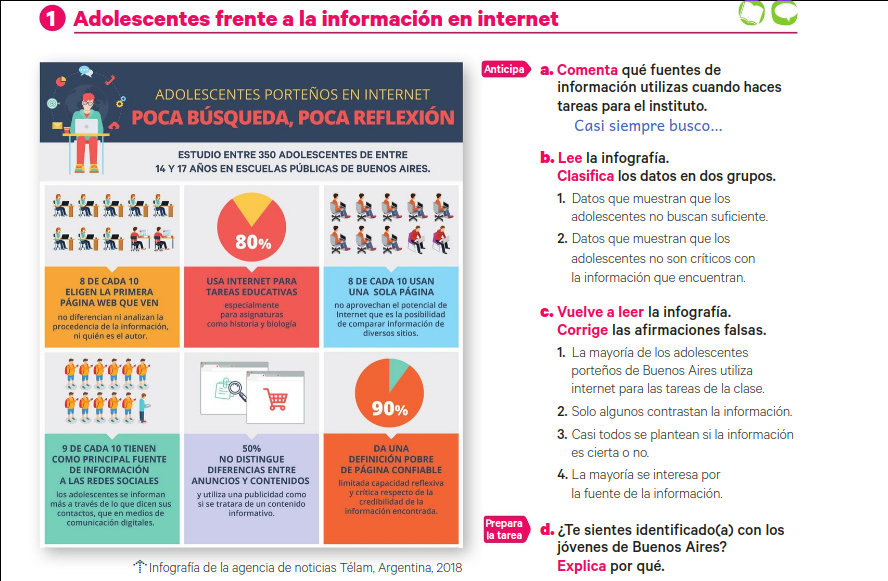 1 Adolescentes frente a la información en internet
ADOLESCENTES PORTEÑOS EN INTERNET
POCA BÚSQUEDA, POCA REFLEXIÓN
ESTUDIO ENTRE 350 ADOLESCENTES DE ENTRE
14 Y 17 AÑOS EN ESCUELAS PÚBLICAS DE BUENOS AIRES.
8 DE CADA 10
ELIGEN LA PRIMERA
PÁGINA WEB QUE VEN
no diferencian ni analizan la
procedencia de la información,
ni quién es el autor.
80%
USA INTERNET PARA
TAREAS EDUCATIVAS
especialmente
para asignaturas
como historia y biología
8 DE CADA 10 USAN
UNA SOLA PÁGINA
no aprovechan el potencial de
Internet que es la posibilidad
de comparar información de
diversos sitios.
9 DE CADA 10 TIENEN
COMO PRINCIPAL FUENTE
DE INFORMACIÓN
A LAS REDES SOCIALES
los adolescentes se informan
más a través de lo que dicen sus
contactos, que en medios de
comunicación digitales.
50%
NO DISTINGUE
DIFERENCIAS ENTRE
ANUNCIOS Y CONTENIDOS
y utiliza una publicidad como
si se tratara de un contenido
informativo.
90%
DA UNA
DEFINICIÓN POBRE
DE PÁGINA CONFIABLE
limitada capacidad reflexiva
y crítica respecto de la
credibilidad de la
información encontrada.
Infografía de la agencia de noticias Télam, Argentina, 2018
Anticipa
a. Comenta qué fuentes de
información utilizas cuando haces
tareas para el instituto.
Casi siempre busco...
b. Lee la infografía.
Clasifica los datos en dos grupos.
1. Datos que muestran que los
adolescentes no buscan suficiente.
2. Datos que muestran que los
adolescentes no son críticos con
la información que encuentran.
c. Vuelve a leer la infografía.
Corrige las afirmaciones falsas.
1. La mayoría de los adolescentes
porteños de Buenos Aires utiliza
internet para las tareas de la clase.
2. Solo algunos contrastan la información.
3. Casi todos se plantean si la información
es cierta o no.
4. La mayoría se interesa por
la fuente de la información.
Prepara
la tarea
d. ¿Te sientes identificado(a) con los
jóvenes de Buenos Aires?
Explica por qué.